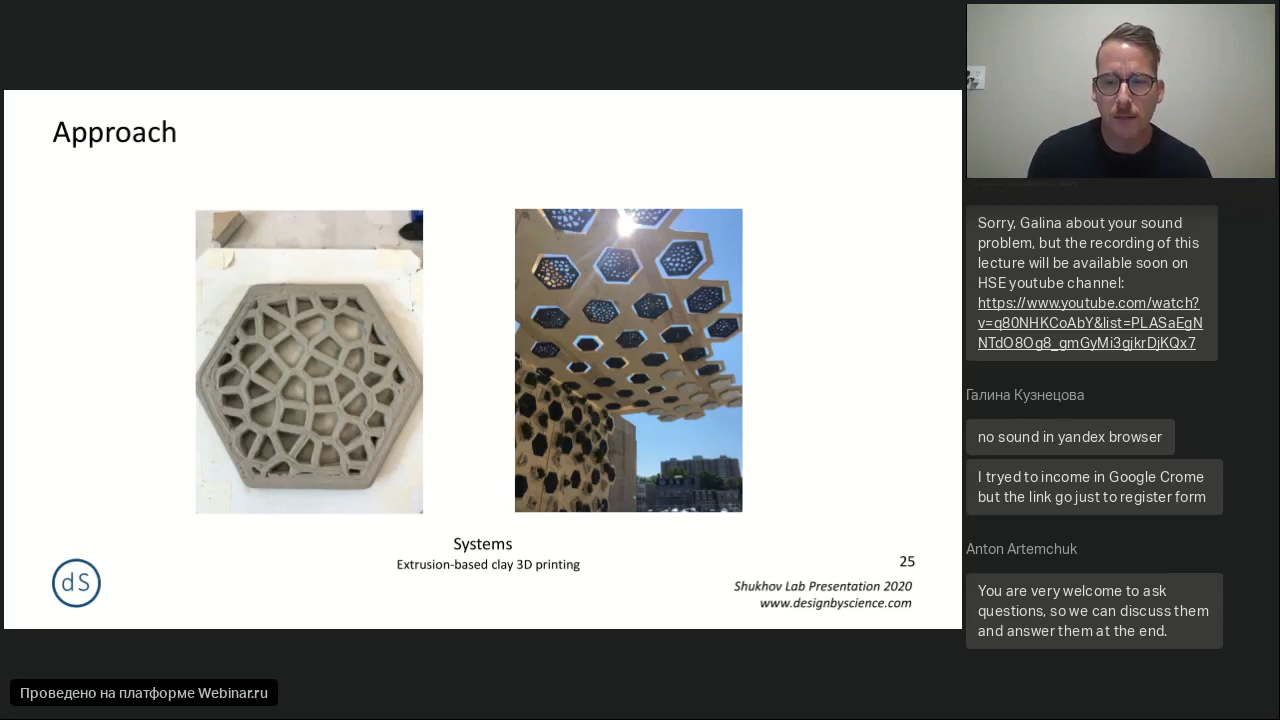 Approach
Systems
Extrusion-based clay 3D printing
dS
25
Shukhov Lab Presentation 2020
www.designbyscience.com
Sorry, Galina about your sound
problem, but the recording of this
lecture will be available soon on
HSE youtube channel:
https://www.youtube.com/watch?
v=q80NHKCoAbY&list=PLASaEgN
NTdO8Og8_gmGyMi3gjkrDjKQx7
Галина Кузнецова
no sound in yandex browser
I tryed to income in Google Crome
but the link go just to register form
Anton Artemchuk
You are very welcome to ask
questions, so we can discuss them
and answer them at the end.
Проведено на платформе Webinar.ru